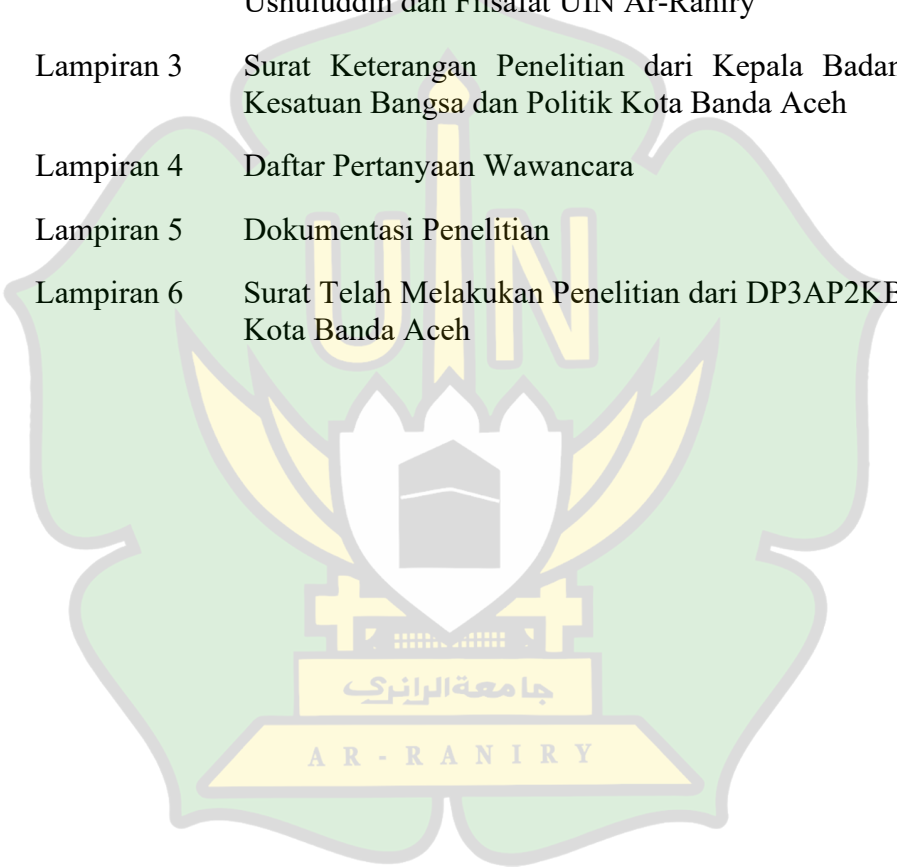 Ushuluddin dan Filsafat UIN Ar-Raniry
Lampiran 3 Surat Keterangan Penelitian dari Kepala Badan
Kesatuan Bangsa dan Politik Kota Banda Aceh
Lampiran 4 Daftar Pertanyaan Wawancara
Lampiran 5 Dokumentasi Penelitian
Lampiran 6 Surat Telah Melakukan Penelitian dari DP3AP2KB
Kota Banda Aceh
UIN
جامعة الرانري
AR-RANIRY